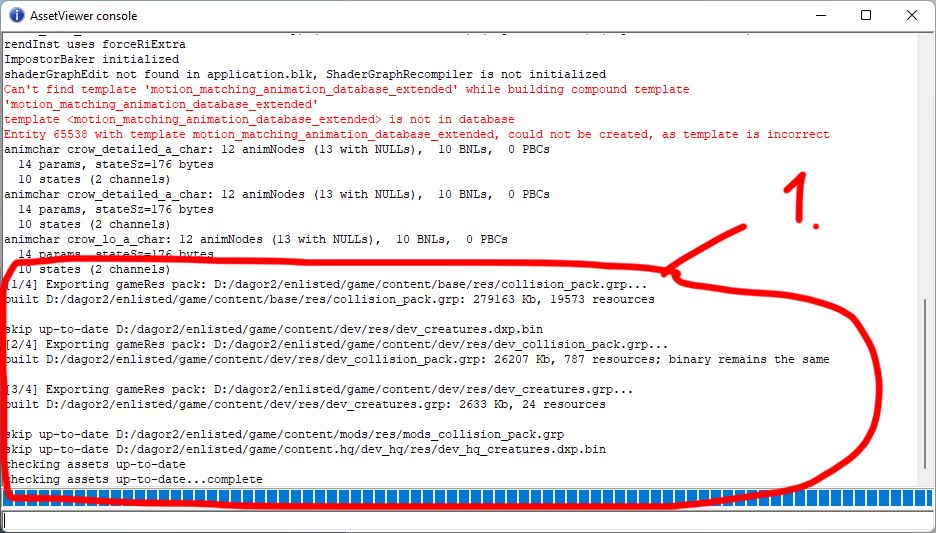 AssetViewer console
rendInst uses forceRiExtra
ImpostorBaker initialized
shaderGraphEdit not found in application.blk, ShaderGraphRecompiler is not initialized
Can't find template 'motion_matching_animation_database_extended' while building compound template
'motion_matching_animation_database_extended'
template <motion_matching_animation_database_extended> is not in database
Entity 65538 with template motion_matching_animation_database_extended, could not be created, as template is incorrect
animchar crow_detailed_a_char: 12 animNodes (13 with NULLs),  10 BNLs,  0 PBCs
  14 params, stateSz=176 bytes
  10 states (2 channels)
animchar crow_detailed_a_char: 12 animNodes (13 with NULLs),  10 BNLs,  0 PBCs
  14 params, stateSz=176 bytes
  10 states (2 channels)
animchar crow_lo_a_char: 12 animNodes (13 with NULLs),  10 BNLs,  0 PBCs
  14 params, stateSz=176 bytes
  10 states (2 channels)
1.
[1/4] Exporting gameRes pack: D:/dagor2/enlisted/game/content/base/res/collision_pack.grp...
built D:/dagor2/enlisted/game/content/base/res/collision_pack.grp: 279163 Kb, 19573 resources
skip up-to-date D:/dagor2/enlisted/game/content/dev/res/dev_creatures.dxp.bin
[2/4] Exporting gameRes pack: D:/dagor2/enlisted/game/content/dev/res/dev_collision_pack.grp...
built D:/dagor2/enlisted/game/content/dev/res/dev_collision_pack.grp: 26207 Kb, 787 resources; binary remains the same
[3/4] Exporting gameRes pack: D:/dagor2/enlisted/game/content/dev/res/dev_creatures.grp...
built D:/dagor2/enlisted/game/content/dev/res/dev_creatures.grp: 2633 Kb, 24 resources
skip up-to-date D:/dagor2/enlisted/game/content/mods/res/mods_collision_pack.grp
skip up-to-date D:/dagor2/enlisted/game/content.hq/dev_hq/res/dev_hq_creatures.dxp.bin
checking assets up-to-date
checking assets up-to-date...complete